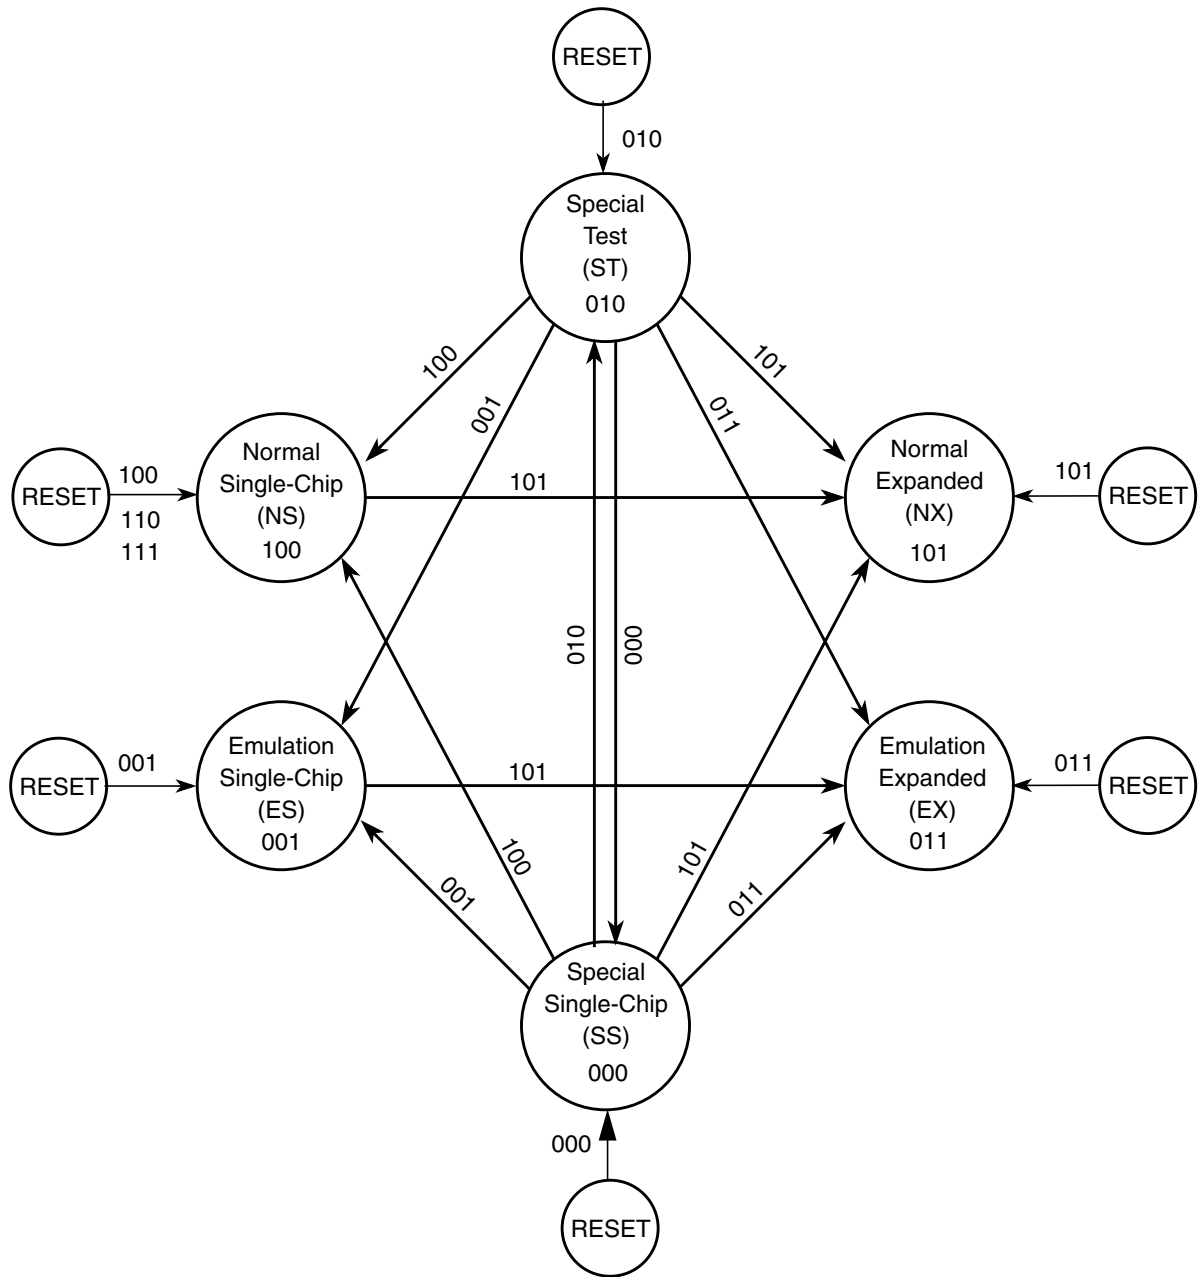 RESET
010
Special
Test
(ST)
010
100
101
001
011
Normal
Single-Chip
(NS)
100
Normal
Expanded
(NX)
101
RESET
100
110
111
101
101
RESET
010
000
Emulation
Single-Chip
(ES)
001
Emulation
Expanded
(EX)
011
RESET
001
101
011
RESET
100
101
001
011
Special
Single-Chip
(SS)
000
000
RESET